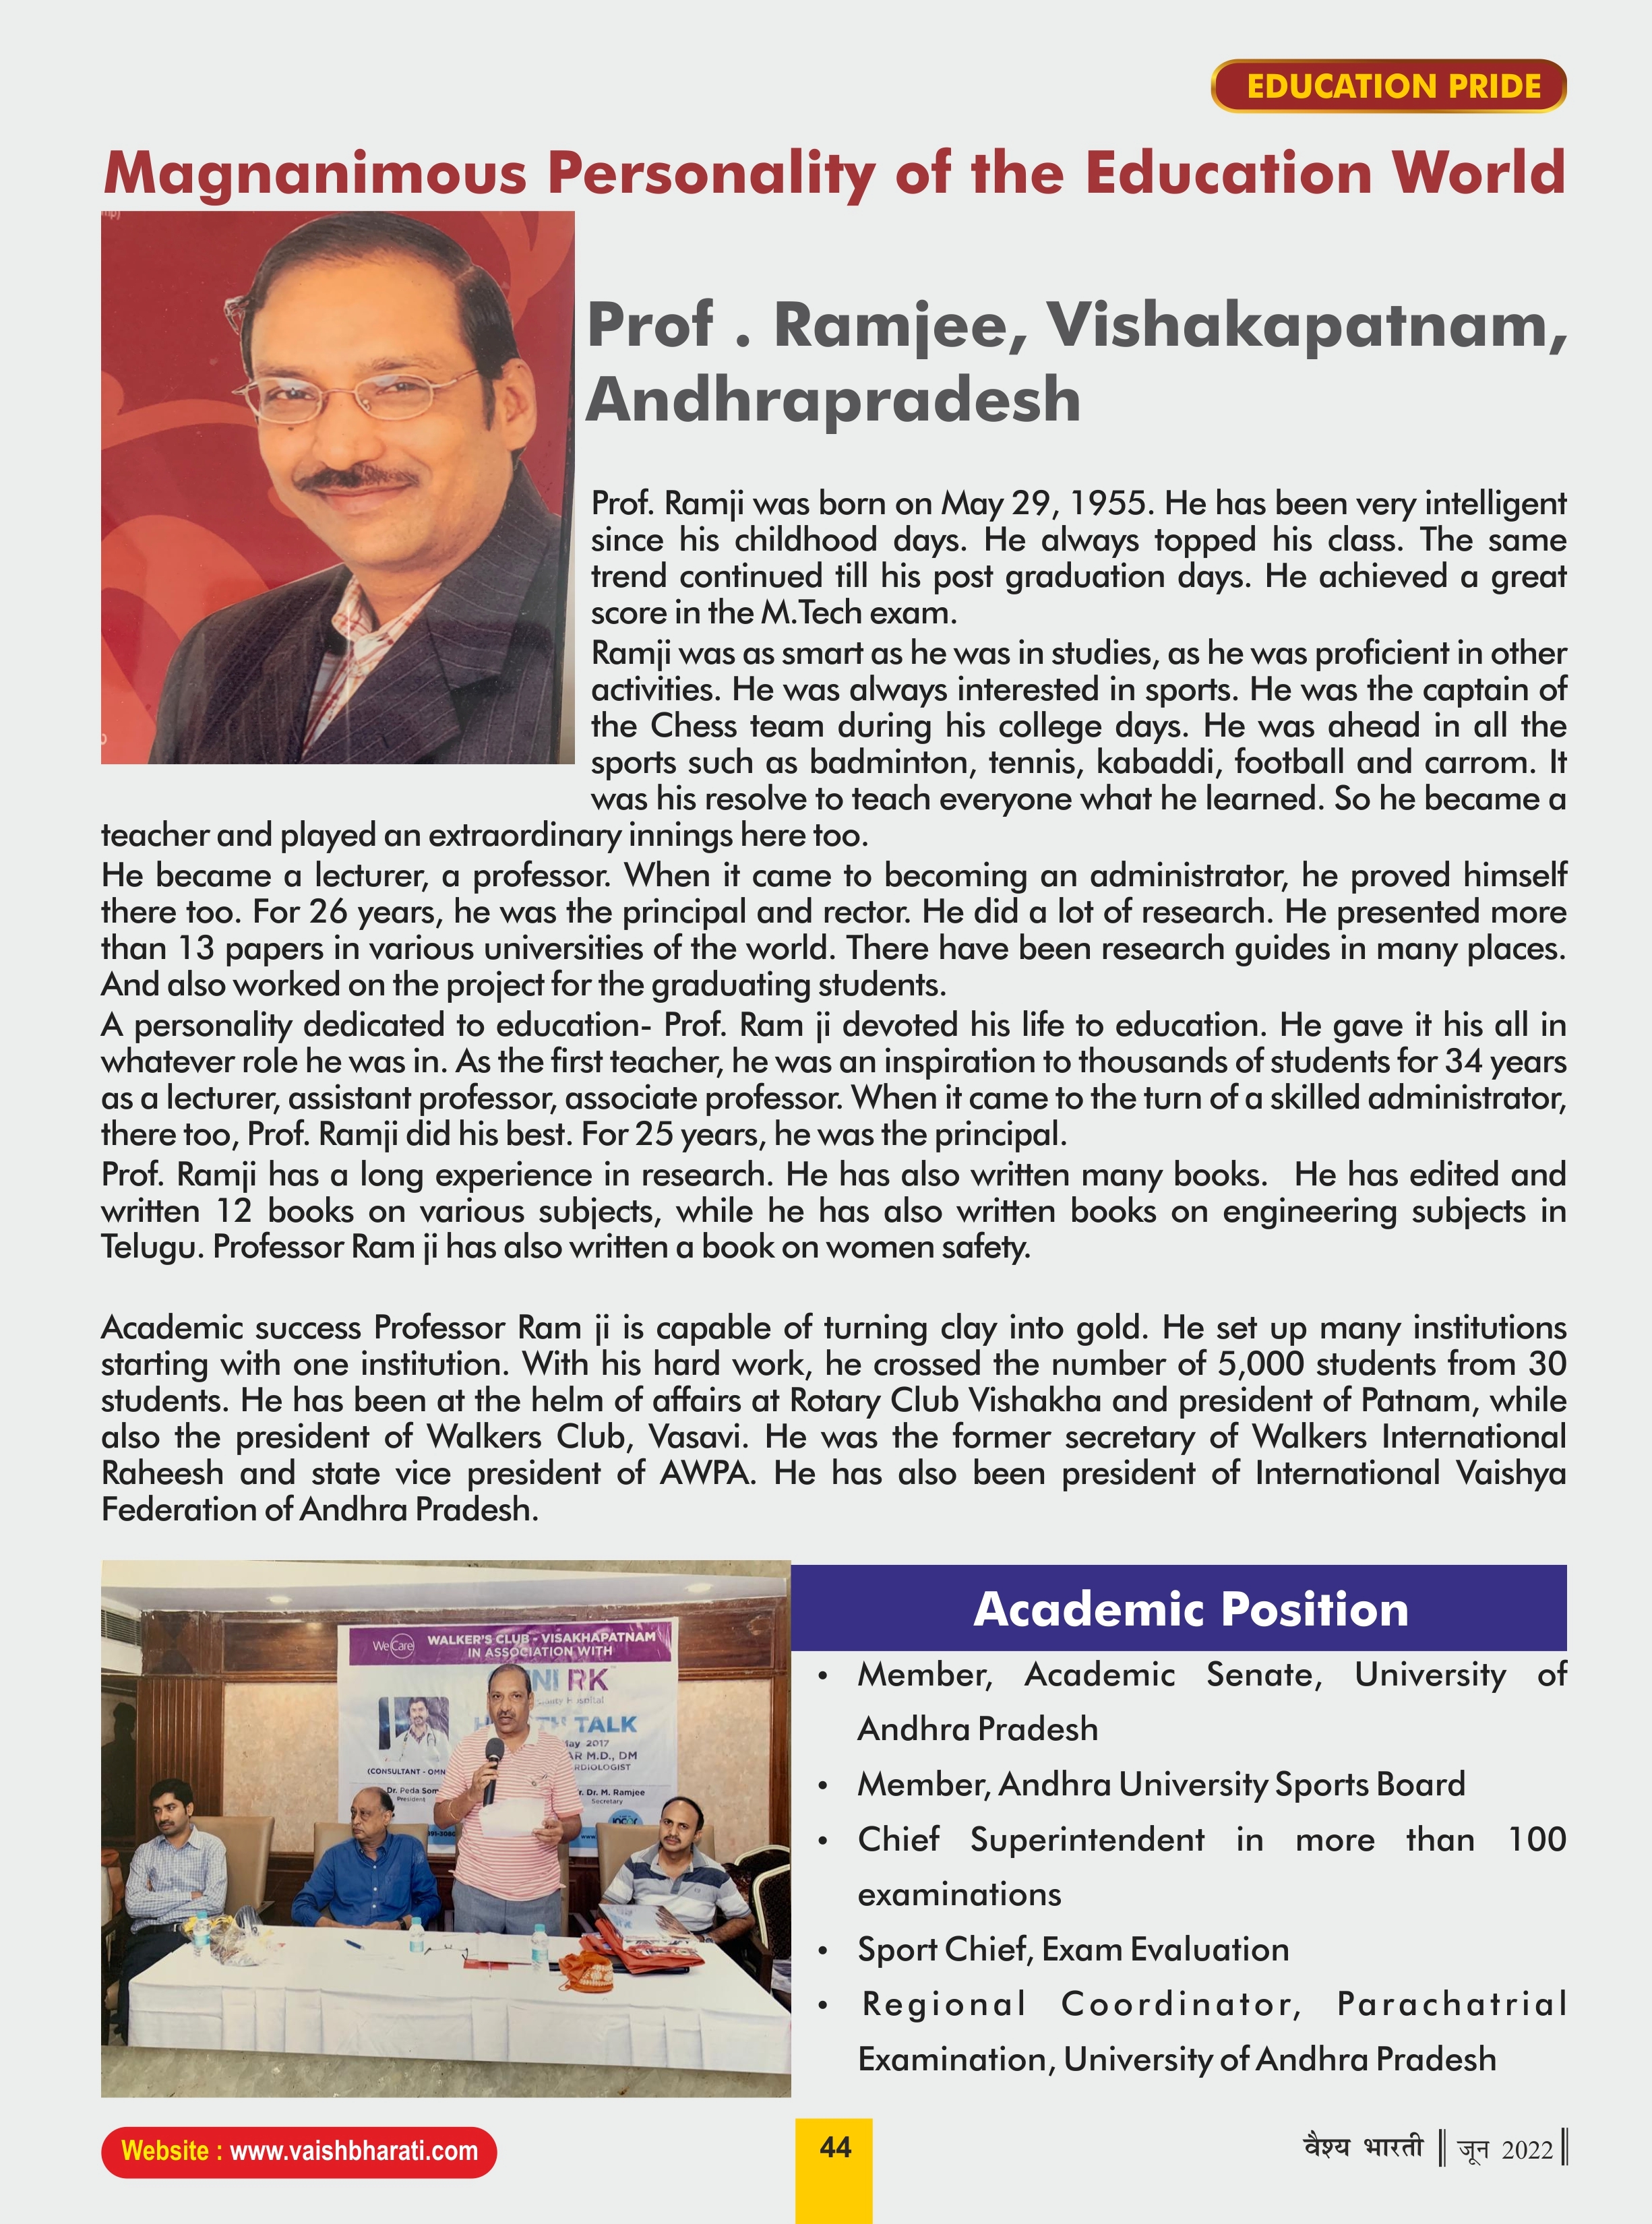 EDUCATION PRIDE
Magnanimous Personality of the Education World
Prof . Ramjee, Vishakapatnam,
Andhrapradesh
Prof. Ramji was born on May 29, 1955. He has been very intelligent
since his childhood days. He always topped his class. The same
trend continued till his post graduation days. He achieved a great
score in the M.Tech exam.
Ramji was as smart as he was in studies, as he was proficient in other
activities. He was always interested in sports. He was the captain of
the Chess team during his college days. He was ahead in all the
sports such as badminton, tennis, kabaddi, football and carrom. It
was his resolve to teach everyone what he learned. So he became a
teacher and played an extraordinary innings here too.
He became a lecturer, a professor. When it came to becoming an administrator, he proved himself
there too. For 26 years, he was the principal and rector. He did a lot of research. He presented more
than 13 papers in various universities of the world. There have been research guides in many places.
And also worked on the project for the graduating students.
A personality dedicated to education- Prof. Ram ji devoted his life to education. He gave it his all in
whatever role he was in. As the first teacher, he was an inspiration to thousands of students for 34 years
as a lecturer, assistant professor, associate professor. When it came to the turn of a skilled administrator,
there too, Prof. Ramji did his best. For 25 years, he was the principal.
Prof. Ramji has a long experience in research. He has also written many books. He has edited and
written 12 books on various subjects, while he has also written books on engineering subjects in
Telugu. Professor Ram ji has also written a book on women safety.
Academic success Professor Ram ji is capable of turning clay into gold. He set up many institutions
starting with one institution. With his hard work, he crossed the number of 5,000 students from 30
students. He has been at the helm of affairs at Rotary Club Vishakha and president of Patnam, while
also the president of Walkers Club, Vasavi. He was the former secretary of Walkers International
Raheesh and state vice president of AWPA. He has also been president of International Vaishya
Federation of Andhra Pradesh.
We Care
WALKER'S CLUB - VISAKHAPATNAM
IN ASSOCIATION WITH
NI RK
Hospital
TALK
May 2017
AR M.D., DM
RDIOLOGIST
(CONSULTANT - OMN
Dr. Peda Som
President
r. Dr. M. Ramjee
Secretary
Academic Position
• Member, Academic Senate, University of
Andhra Pradesh
• Member, Andhra University Sports Board
• Chief Superintendent in more than 100
examinations
• Sport Chief, Exam Evaluation
• Regional Coordinator, Parachatrial
Examination, University of Andhra Pradesh
Website : www.vaishbharati.com
44
वैश्य भारती || जून 2022 ||